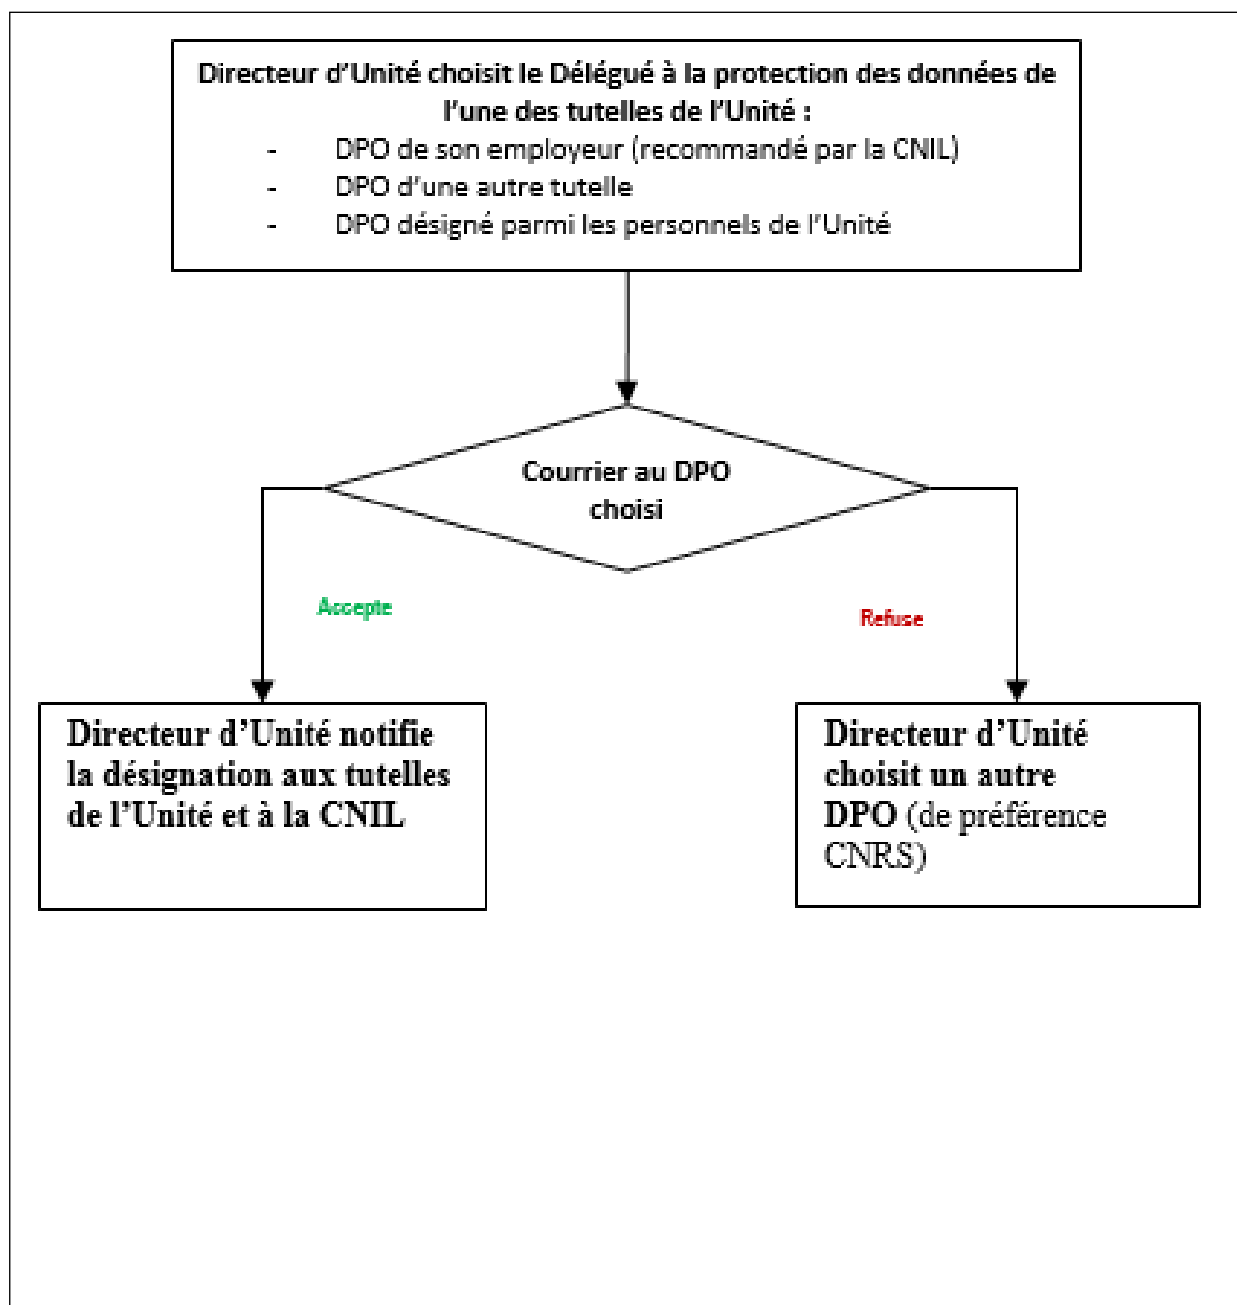 Directeur d'Unité choisit le Délégué à la protection des données de
l'une des tutelles de l'Unité :
- DPO de son employeur (recommandé par la CNIL)
- DPO d'une autre tutelle
- DPO désigné parmi les personnels de l'Unité
Courrier au DPO
choisi
Accepte
Refuse
Directeur d'Unité notifie
la désignation aux tutelles
de l'Unité et à la CNIL
Directeur d'Unité
choisit un autre
DPO (de préférence
CNRS)